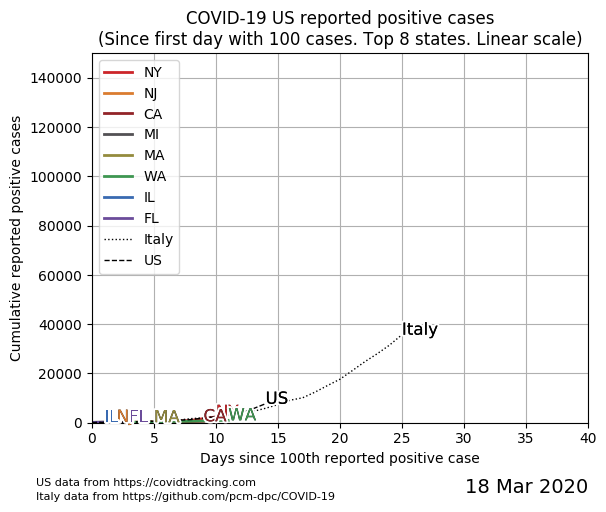 COVID-19 US reported positive cases
(Since first day with 100 cases. Top 8 states. Linear scale)
Cumulative reported positive cases
140000
120000
100000
80000
60000
40000
20000
0
NY
NJ
CA
MI
MA
WA
IL
FL
Italy
US
Italy
US
IL
FL
MA
CA
WA
0 5 10 15 20 25 30 35 40
Days since 100th reported positive case
US data from https://covidtracking.com
Italy data from https://github.com/pcm-dpc/COVID-19
18 Mar 2020